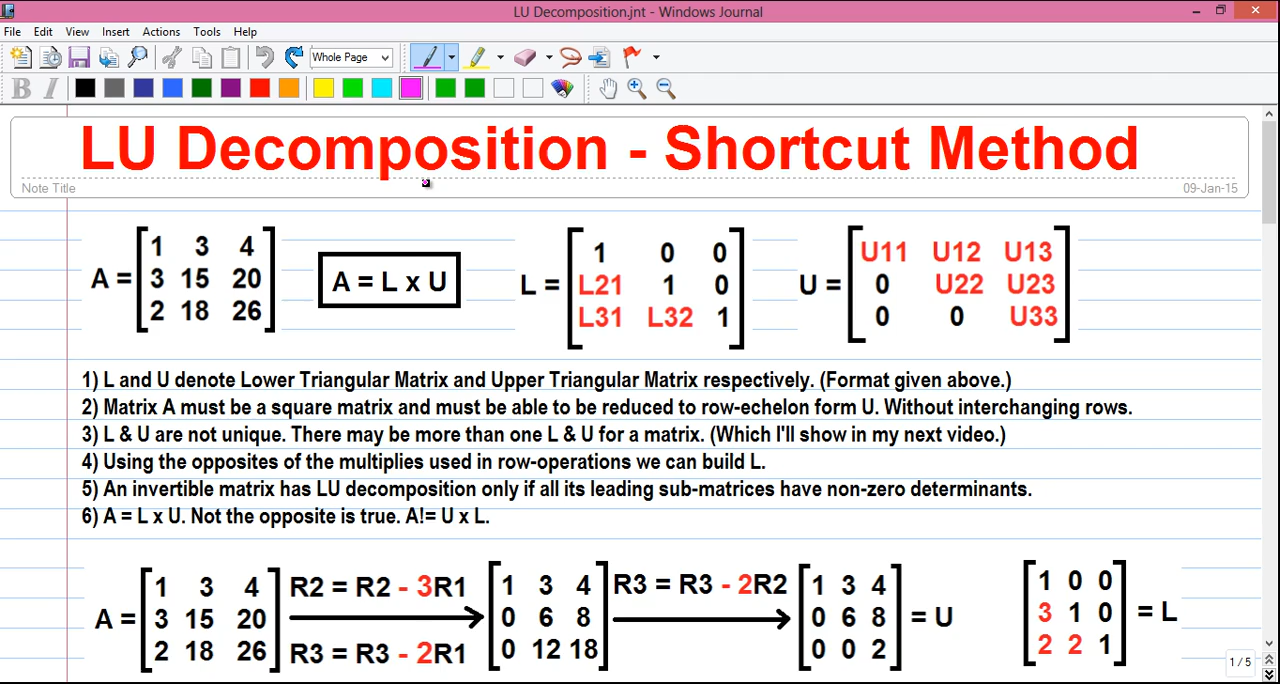 LU Decomposition.jnt - Windows Journal
File Edit View Insert Actions Tools Help
Whole Page
B I
LU Decomposition - Shortcut Method
Note Title
09-Jan-15
1 3 4
A = 3 15 20
2 18 26
A = L x U
1 0 0
L = L21 1 0
L31 L32 1
U11 U12 U13
U = 0 U22 U23
0 0 U33
1) L and U denote Lower Triangular Matrix and Upper Triangular Matrix respectively. (Format given above.)
2) Matrix A must be a square matrix and must be able to be reduced to row-echelon form U. Without interchanging rows.
3) L & U are not unique. There may be more than one L & U for a matrix. (Which I'll show in my next video.)
4) Using the opposites of the multiplies used in row-operations we can build L.
5) An invertible matrix has LU decomposition only if all its leading sub-matrices have non-zero determinants.
6) A = L x U. Not the opposite is true. A!= U x L.
1 3 4
A = 3 15 20
2 18 26
R2 = R2 - 3R1
R3 = R3 - 2R1
1 3 4
0 6 8
0 12 18
R3 = R3 - 2R2
1 3 4
0 6 8 = U
0 0 2
1 0 0
3 1 0 = L
2 2 1
1 / 5